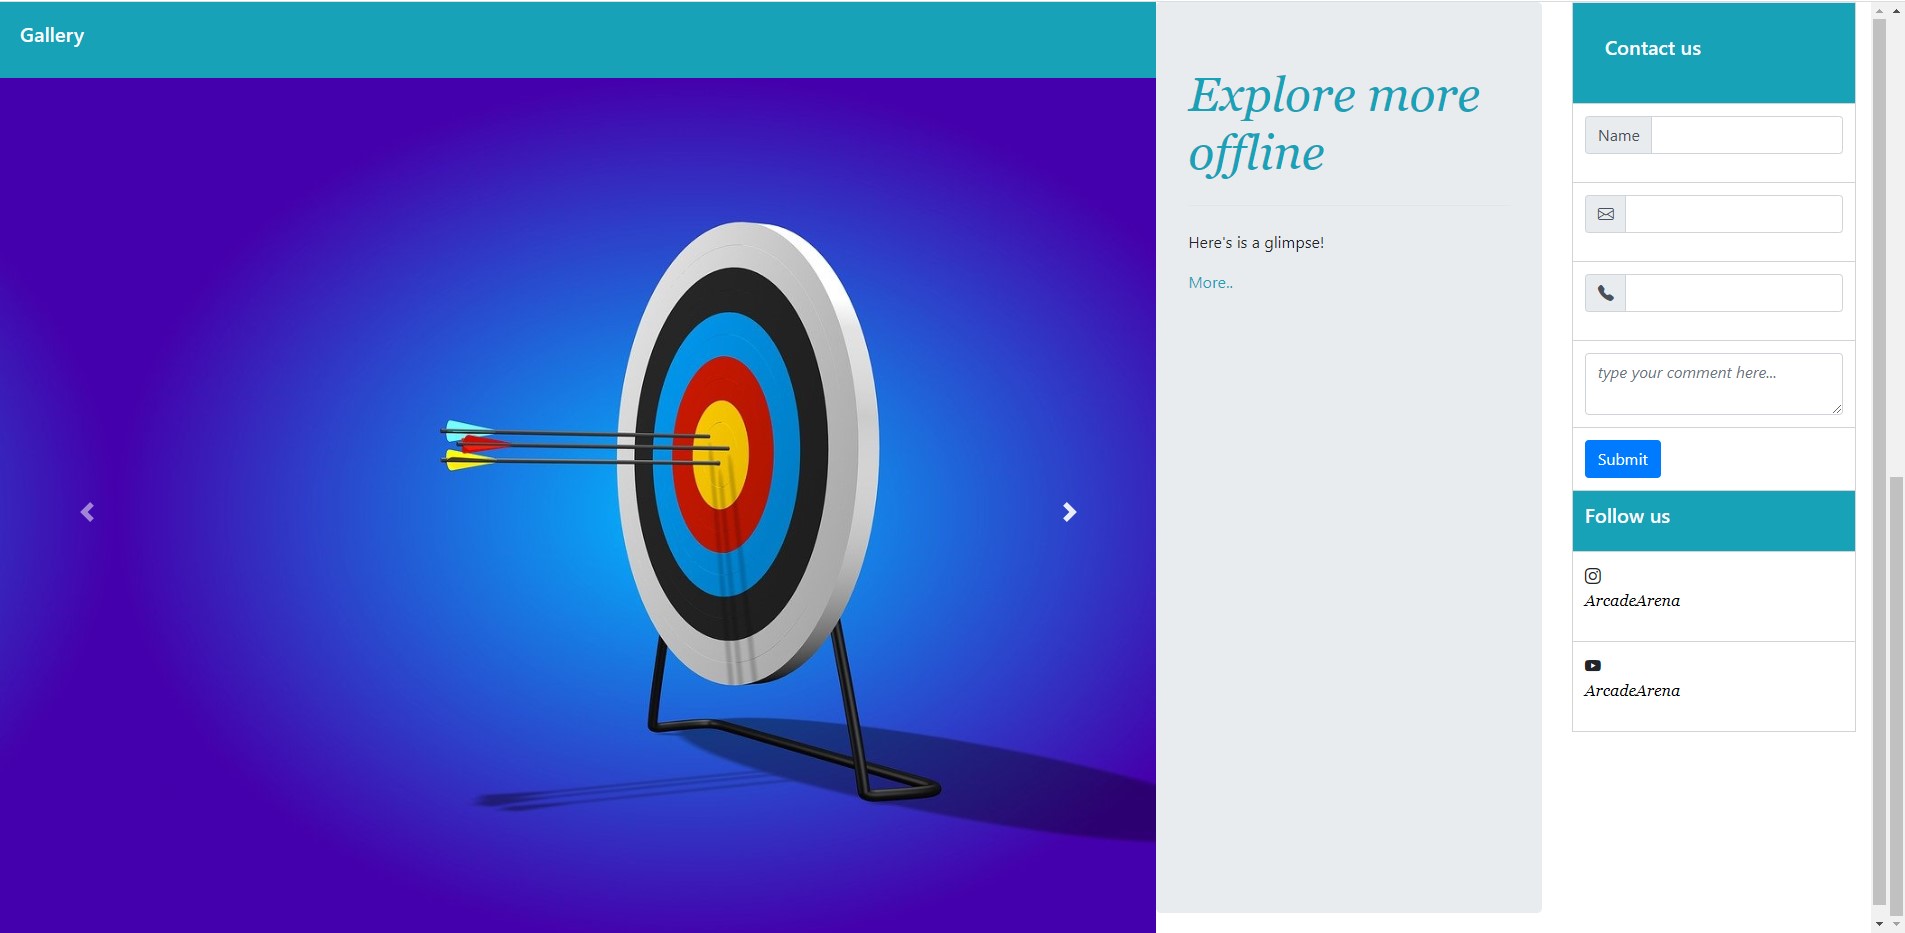 Gallery
Explore more
offline
Here's is a glimpse!
More..
Contact us
Name
type your comment here...
Submit
Follow us
ArcadeArena
ArcadeArena